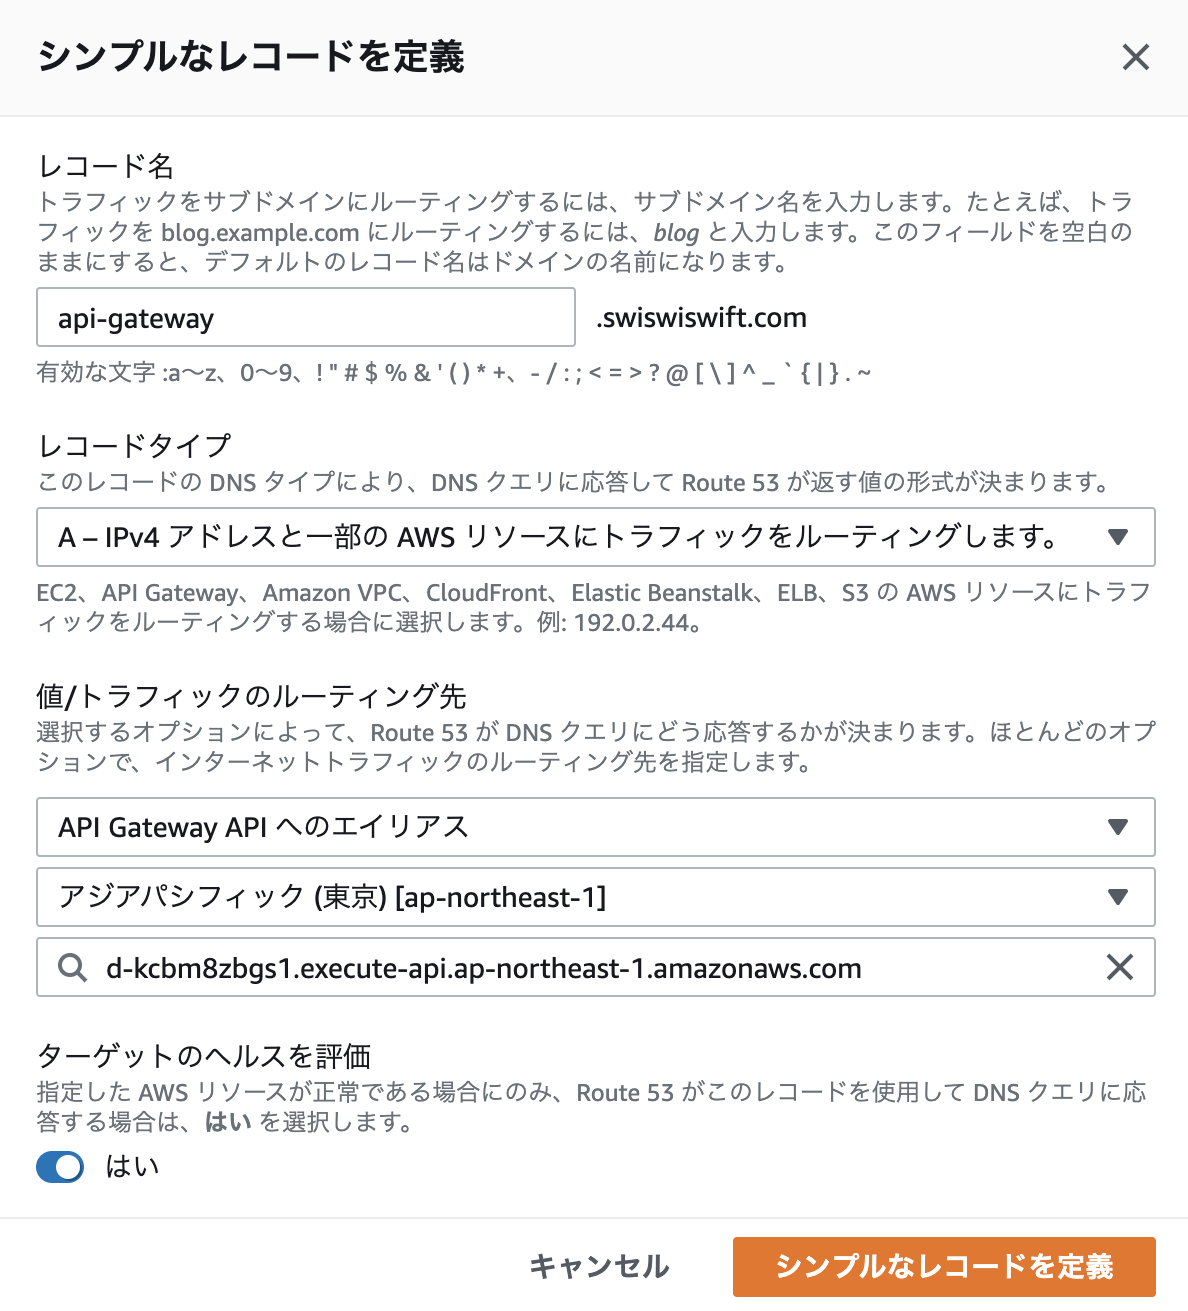 シンプルなレコードを定義
レコード名
トラフィックをサブドメインにルーティングするには、サブドメイン名を入力します。たとえば、トラ
フィックを blog.example.com にルーティングするには、blog と入力します。このフィールドを空白の
ままにすると、デフォルトのレコード名はドメインの名前になります。
api-gateway .swiswiswift.com
有効な文字 :a〜z、0〜9、! " # $ % & ' ( ) * +、- / : ; < = > ? @ [ \ ] ^ _ ` { | } . ~
レコードタイプ
このレコードの DNS タイプにより、DNS クエリに応答して Route 53 が返す値の形式が決まります。
A – IPv4 アドレスと一部の AWS リソースにトラフィックをルーティングします。
EC2、API Gateway、Amazon VPC、CloudFront、Elastic Beanstalk、ELB、S3 の AWS リソースにトラフ
ィックをルーティングする場合に選択します。例: 192.0.2.44。
値/トラフィックのルーティング先
選択するオプションによって、Route 53 が DNS クエリにどう応答するかが決まります。ほとんどのオプ
ションで、インターネットトラフィックのルーティング先を指定します。
API Gateway API へのエイリアス
アジアパシフィック (東京) [ap-northeast-1]
d-kcbm8zbgs1.execute-api.ap-northeast-1.amazonaws.com
ターゲットのヘルスを評価
指定した AWS リソースが正常である場合にのみ、Route 53 がこのレコードを使用して DNS クエリに応
答する場合は、はい を選択します。
はい
キャンセル シンプルなレコードを定義